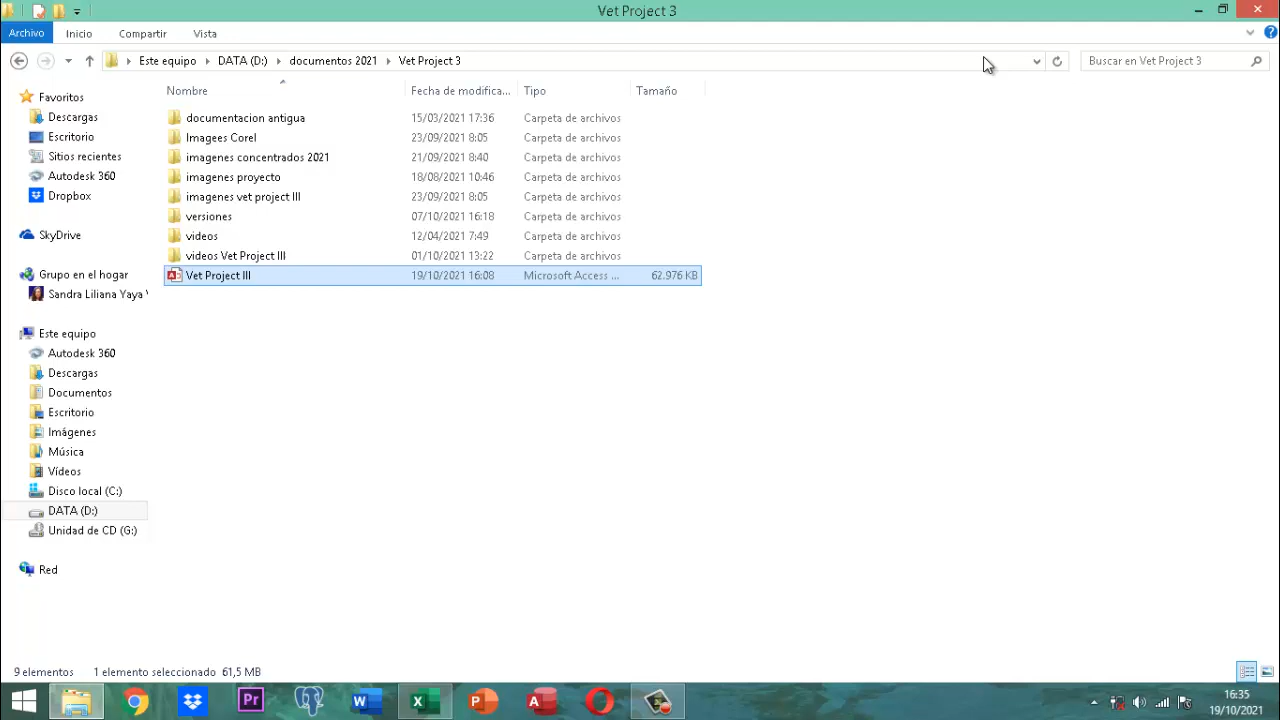 Vet Project 3
Archivo Inicio Compartir Vista
Este equipo DATA (D:) documentos 2021 Vet Project 3 Buscar en Vet Project 3
Nombre Fecha de modifica... Tipo Tamaño
Favoritos
Descargas
Escritorio
Sitios recientes
Autodesk 360
Dropbox
SkyDrive
Grupo en el hogar
Sandra Liliana Yaya
Este equipo
Autodesk 360
Descargas
Documentos
Escritorio
Imágenes
Música
Vídeos
Disco local (C:)
DATA (D:)
Unidad de CD (G:)
Red
documentacion antigua 15/03/2021 17:36 Carpeta de archivos
Imagees Corel 23/09/2021 8:05 Carpeta de archivos
imagenes concentrados 2021 21/09/2021 8:40 Carpeta de archivos
imagenes proyecto 18/08/2021 10:46 Carpeta de archivos
imagenes vet project III 23/09/2021 8:05 Carpeta de archivos
versiones 07/10/2021 16:18 Carpeta de archivos
videos 12/04/2021 7:49 Carpeta de archivos
videos Vet Project III 01/10/2021 13:22 Carpeta de archivos
Vet Project III 19/10/2021 16:08 Microsoft Access ... 62.976 KB
9 elementos 1 elemento seleccionado 61,5 MB
Pr
W
X
P
A
16:35
19/10/2021